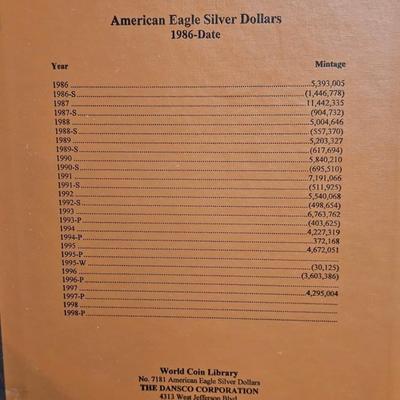 American Eagle Silver Dollars
1986-Date
Year Mintage
1986 5,393,005
1986-S (1,446,778)
1987 11,442,335
1987-S (904,732)
1988 5,004,646
1988-S (557,370)
1989 5,203,327
1989-S (617,694)
1990 5,840,210
1990-S (695,510)
1991 7,191,066
1991-S (511,925)
1992 5,540,068
1992-S (498,654)
1993 6,763,762
1993-P (403,625)
1994 4,227,319
1994-P 372,168
1995 4,672,051
1995-P
1995-W (30,125)
1996 (3,603,386)
1996-P
1997 4,295,004
1997-P
1998
1998-P
World Coin Library
No. 7181 American Eagle Silver Dollars
THE DANSCO CORPORATION
4313 West Jefferson Blvd.